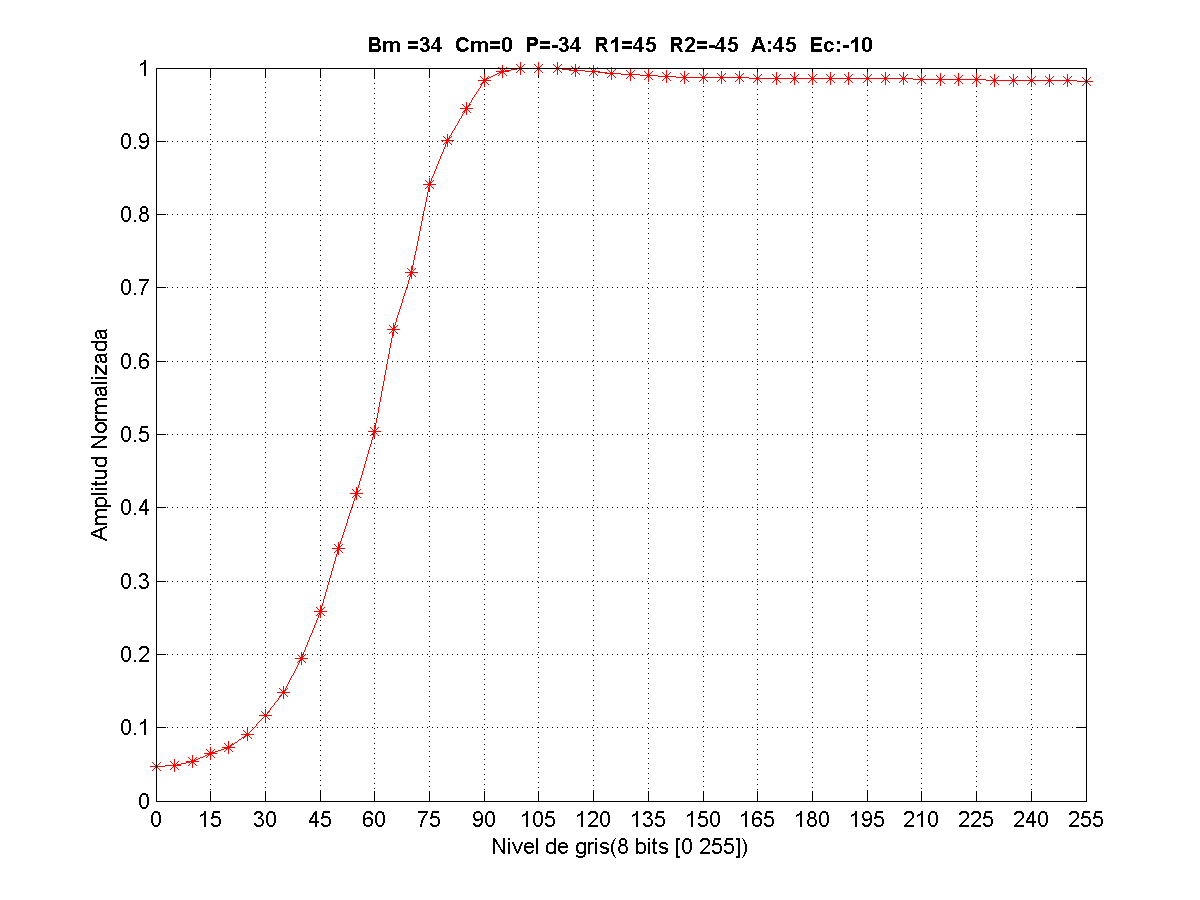 Bm =34  Cm=0  P=-34  R1=45  R2=-45  A:45  Ec:-10
1
0.9
0.8
0.7
0.6
0.5
0.4
0.3
0.2
0.1
0
Amplitud Normalizada
0 15 30 45 60 75 90 105 120 135 150 165 180 195 210 225 240 255
Nivel de gris(8 bits [0 255])